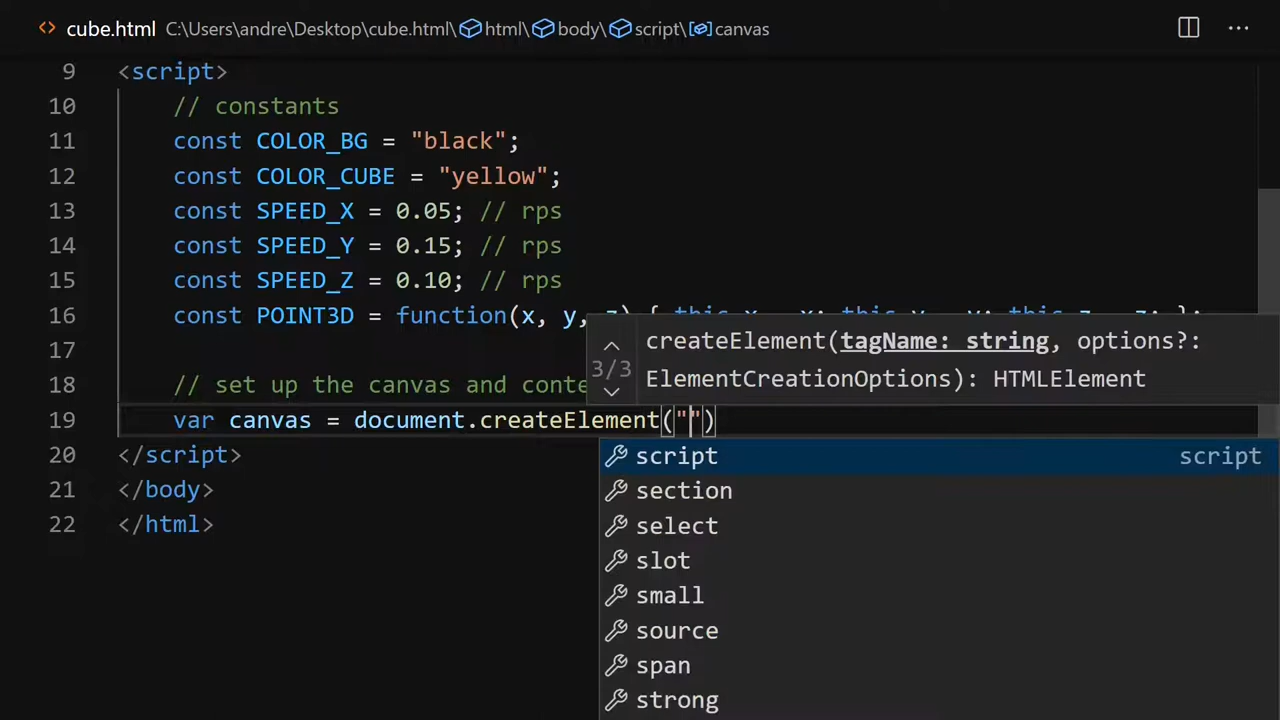 cube.html C:\Users\andre\Desktop\cube.html\ html\ body\ script\ canvas
9 <script>
10 // constants
11 const COLOR_BG = "black";
12 const COLOR_CUBE = "yellow";
13 const SPEED_X = 0.05; // rps
14 const SPEED_Y = 0.15; // rps
15 const SPEED_Z = 0.10; // rps
16 const POINT3D = function(x, y, z) { this.x = x; this.y = y; this.z = z; };
17
createElement(tagName: string, options?:
3/3
ElementCreationOptions): HTMLElement
18 // set up the canvas and conte
19 var canvas = document.createElement("")
20 </script>
21 </body>
22 </html>
script script
section
select
slot
small
source
span
strong